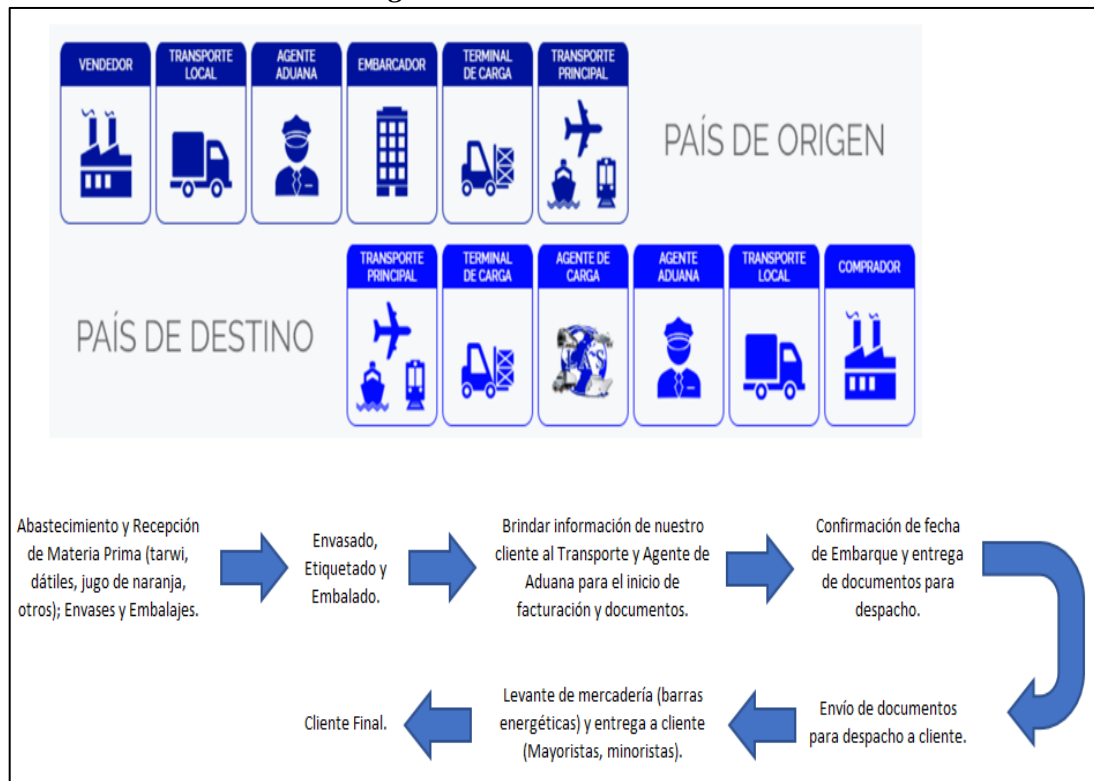 VENDEDOR
TRANSPORTE
LOCAL
AGENTE
ADUANA
EMBARCADOR
TERMINAL
DE CARGA
TRANSPORTE
PRINCIPAL
PAÍS DE ORIGEN
PAÍS DE DESTINO
TRANSPORTE
PRINCIPAL
TERMINAL
DE CARGA
AGENTE DE
CARGA
AGENTE
ADUANA
TRANSPORTE
LOCAL
COMPRADOR
Abastecimiento y Recepción
de Materia Prima (tarwi,
dátiles, jugo de naranja,
otros); Envases y Embalajes.
Envasado,
Etiquetado y
Embalado.
Brindar información de nuestro
cliente al Transporte y Agente de
Aduana para el inicio de
facturación y documentos.
Confirmación de fecha
de Embarque y entrega
de documentos para
despacho.
Envío de documentos
para despacho a cliente.
Levante de mercadería (barras
energéticas) y entrega a cliente
(Mayoristas, minoristas).
Cliente Final.